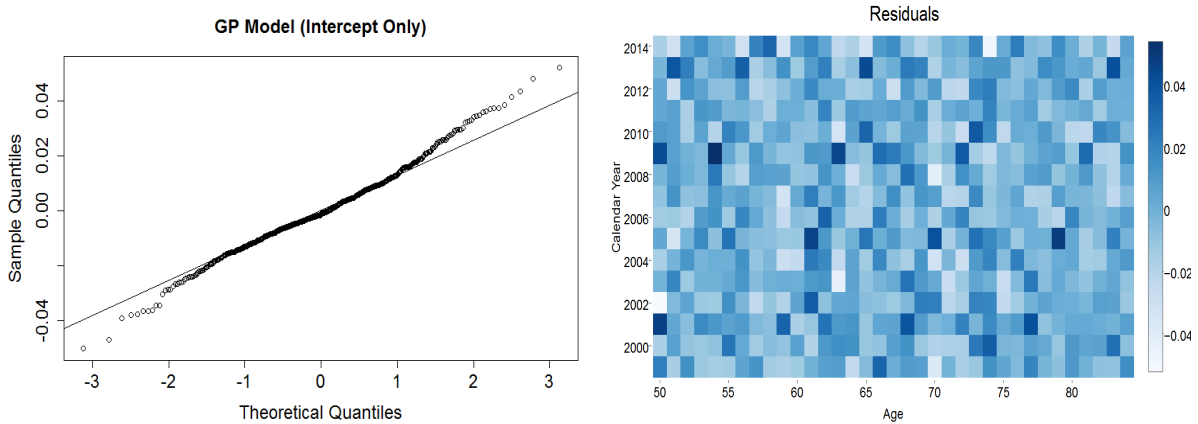 GP Model (Intercept Only)
Sample Quantiles
0.04
0.02
0.00
-0.04
-3 -2 -1 0 1 2 3
Theoretical Quantiles
Residuals
Calendar Year
2014
2012
2010
2008
2006
2004
2002
2000
50 55 60 65 70 75 80
Age
0.04
0.02
0
−0.02
−0.04